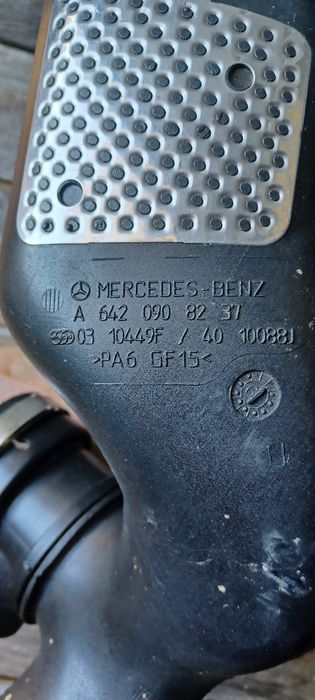 MERCEDES-BENZ
A 642 090 82 37
03 10449F / 40 10088J
>PA6 GF15<